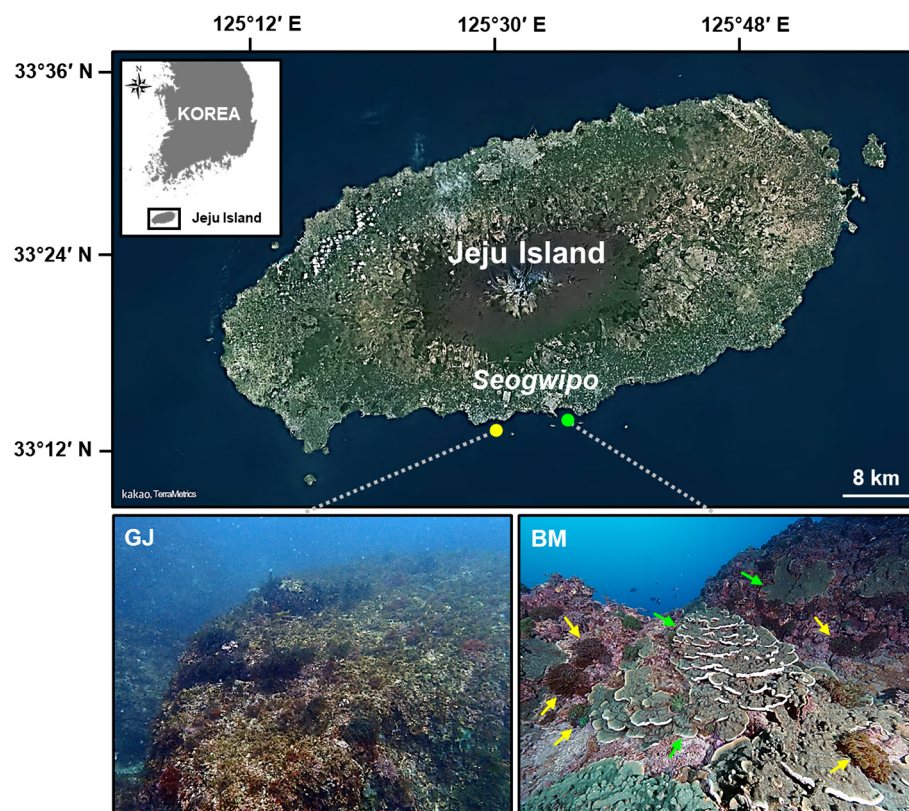 125°12′ E
125°30′ E
125°48′ E
33°36′ N
KOREA
Jeju Island
33°24′ N
Jeju Island
Seogwipo
33°12′ N
kakao, TerraMetrics
8 km
GJ
BM